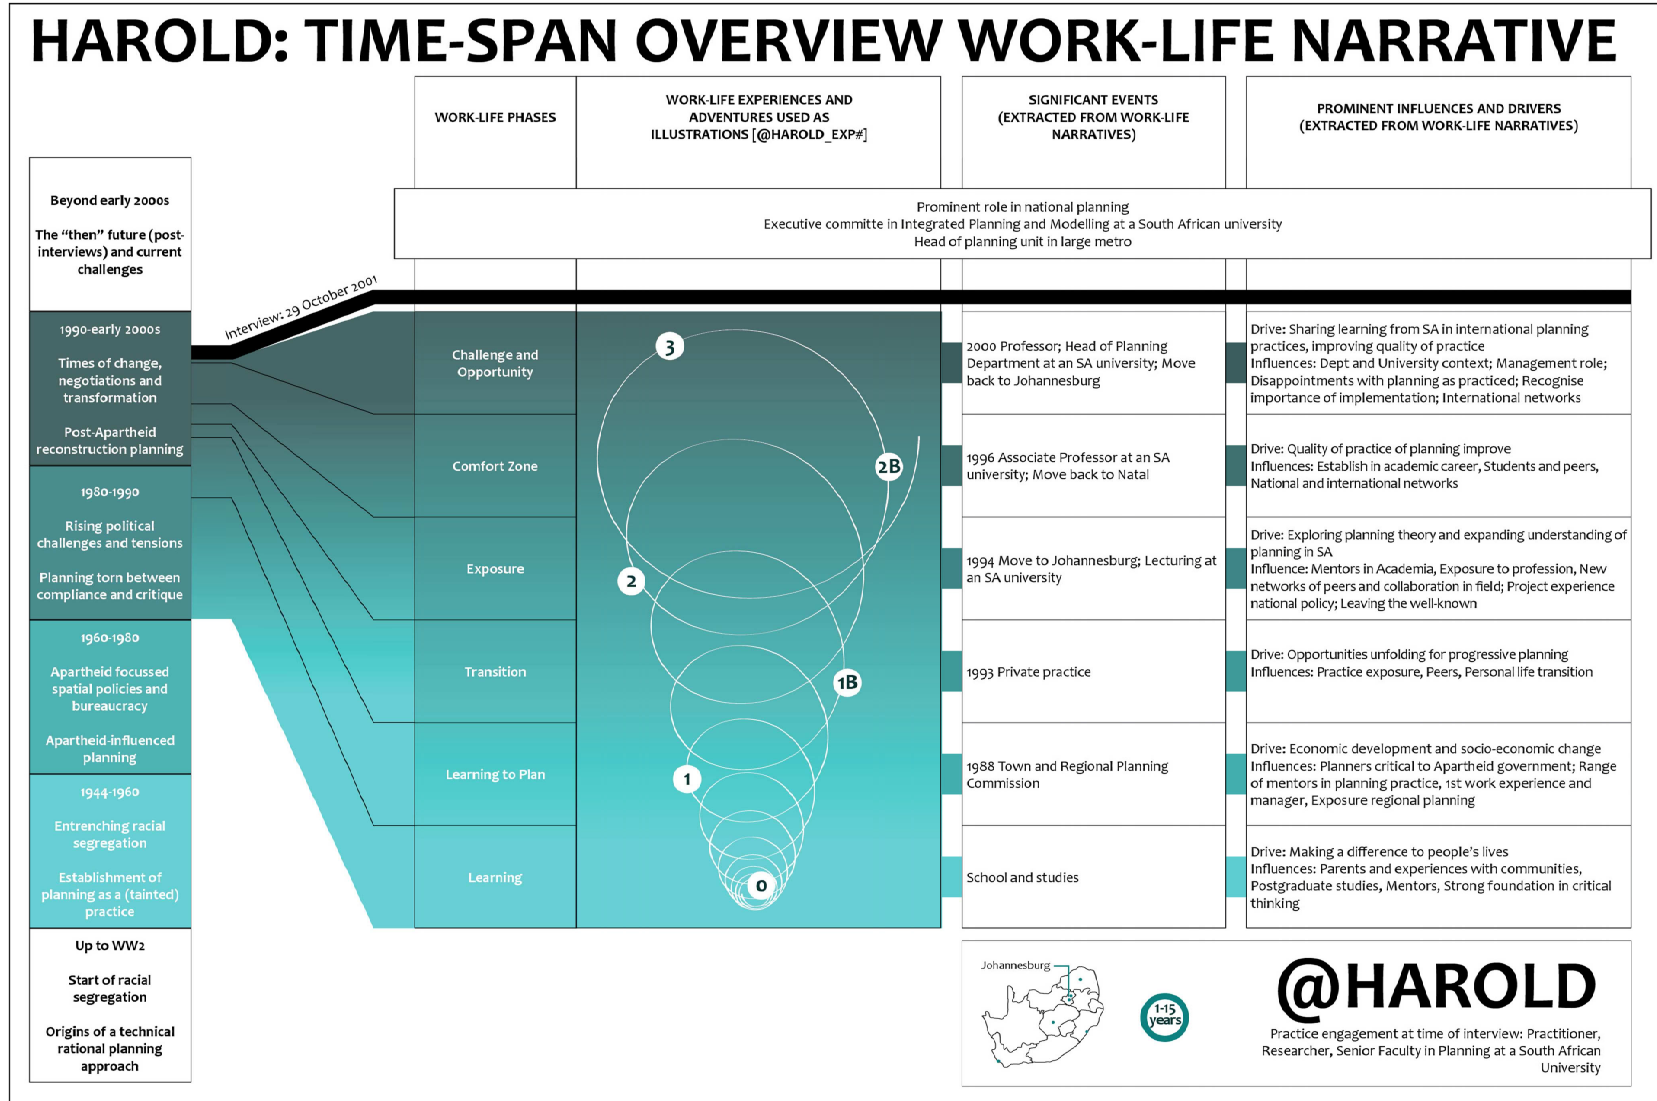 HAROLD: TIME-SPAN OVERVIEW WORK-LIFE NARRATIVE
WORK-LIFE PHASES
WORK-LIFE EXPERIENCES AND
ADVENTURES USED AS
ILLUSTRATIONS [@HAROLD_EXP#]
SIGNIFICANT EVENTS
(EXTRACTED FROM WORK-LIFE
NARRATIVES)
PROMINENT INFLUENCES AND DRIVERS
(EXTRACTED FROM WORK-LIFE NARRATIVES)
Beyond early 2000s
The “then” future (post-
interviews) and current
challenges
Prominent role in national planning
Executive committe in Integrated Planning and Modelling at a South African university
Head of planning unit in large metro
Interview: 29 October 2001
1990-early 2000s
Times of change,
negotiations and
transformation
Post-Apartheid
reconstruction planning
1980-1990
Rising political
challenges and tensions
Planning torn between
compliance and critique
1960-1980
Apartheid focussed
spatial policies and
bureaucracy
Apartheid-influenced
planning
1944-1960
Entrenching racial
segregation
Establishment of
planning as a (tainted)
practice
Up to WW2
Start of racial
segregation
Origins of a technical
rational planning
approach
Challenge and
Opportunity
Comfort Zone
Exposure
Transition
Learning to Plan
Learning
3
2B
2
1B
1
0
2000 Professor; Head of Planning
Department at an SA university; Move
back to Johannesburg
1996 Associate Professor at an SA
university; Move back to Natal
1994 Move to Johannesburg; Lecturing at
an SA university
1993 Private practice
1988 Town and Regional Planning
Commission
School and studies
Drive: Sharing learning from SA in international planning
practices, improving quality of practice
Influences: Dept and University context; Management role;
Disappointments with planning as practiced; Recognise
importance of implementation; International networks
Drive: Quality of practice of planning improve
Influences: Establish in academic career, Students and peers,
National and international networks
Drive: Exploring planning theory and expanding understanding of
planning in SA
Influence: Mentors in Academia, Exposure to profession, New
networks of peers and collaboration in field; Project experience
national policy; Leaving the well-known
Drive: Opportunities unfolding for progressive planning
Influences: Practice exposure, Peers, Personal life transition
Drive: Economic development and socio-economic change
Influences: Planners critical to Apartheid government; Range
of mentors in planning practice, 1st work experience and
manager, Exposure regional planning
Drive: Making a difference to people’s lives
Influences: Parents and experiences with communities,
Postgraduate studies, Mentors, Strong foundation in critical
thinking
Johannesburg
1-15
years
@HAROLD
Practice engagement at time of interview: Practitioner,
Researcher, Senior Faculty in Planning at a South African
University